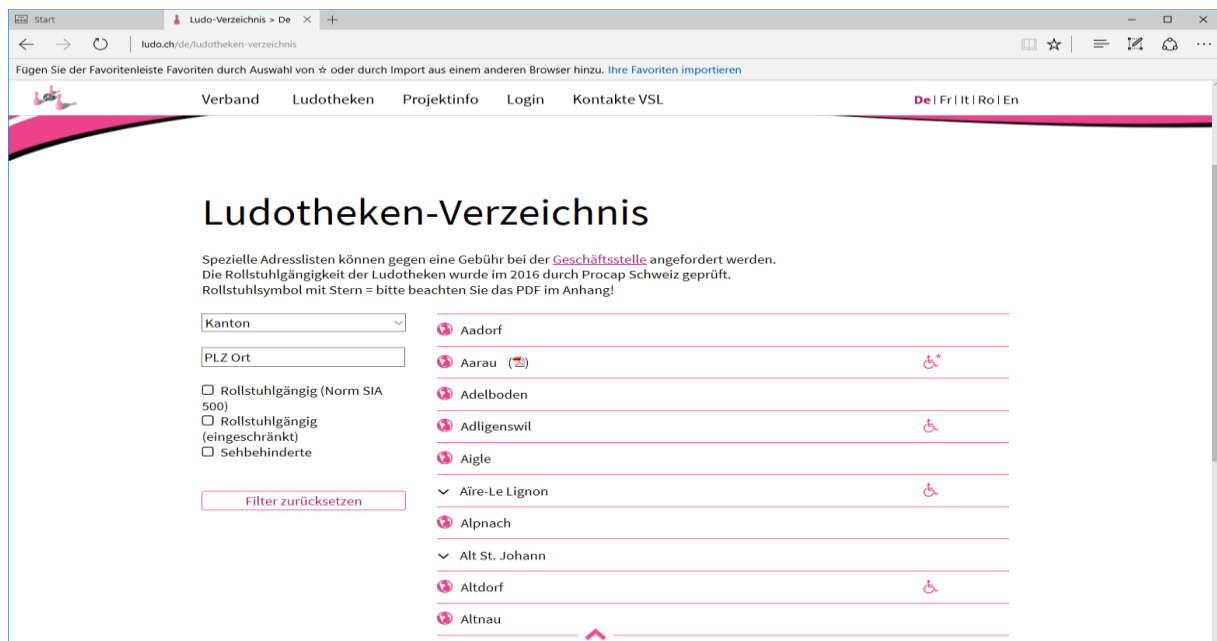 Start
Ludo-Verzeichnis > De
ludo.ch/de/ludotheken-verzeichnis
Fügen Sie der Favoritenleiste Favoriten durch Auswahl von ☆ oder durch Import aus einem anderen Browser hinzu. Ihre Favoriten importieren
Verband Ludotheken Projektinfo Login Kontakte VSL De | Fr | It | Ro | En
Ludotheken-Verzeichnis
Spezielle Adresslisten können gegen eine Gebühr bei der Geschäftsstelle angefordert werden.
Die Rollstuhlgängigkeit der Ludotheken wurde im 2016 durch Procap Schweiz geprüft.
Rollstuhlsymbol mit Stern = bitte beachten Sie das PDF im Anhang!
Kanton
PLZ Ort
Rollstuhlgängig (Norm SIA
500)
Rollstuhlgängig
(eingeschränkt)
Sehbehinderte
Filter zurücksetzen
Aadorf
Aarau ( ) *
Adelboden
Adligenswil
Aigle
Aïre-Le Lignon
Alpnach
Alt St. Johann
Altdorf
Altnau